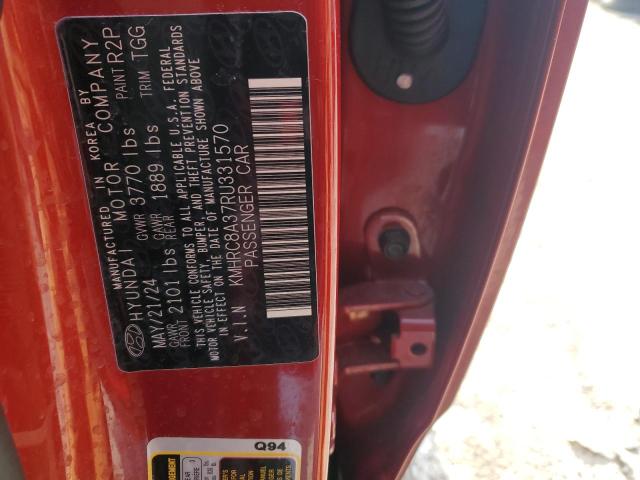 MANUFACTURED IN KOREA BY
HYUNDAI MOTOR COMPANY
MAY/21/24 GVWR 3770 lbs PAINT R2P
GAWR FRONT 2101 lbs GAWR REAR 1889 lbs TRIM TGG
THIS VEHICLE CONFORMS TO ALL APPLICABLE U.S.A. FEDERAL
MOTOR VEHICLE SAFETY, BUMPER, AND THEFT PREVENTION STANDARDS
IN EFFECT ON THE DATE OF MANUFACTURE SHOWN ABOVE
V.I.N KMHRC8A37RU331570
PASSENGER CAR
Q94